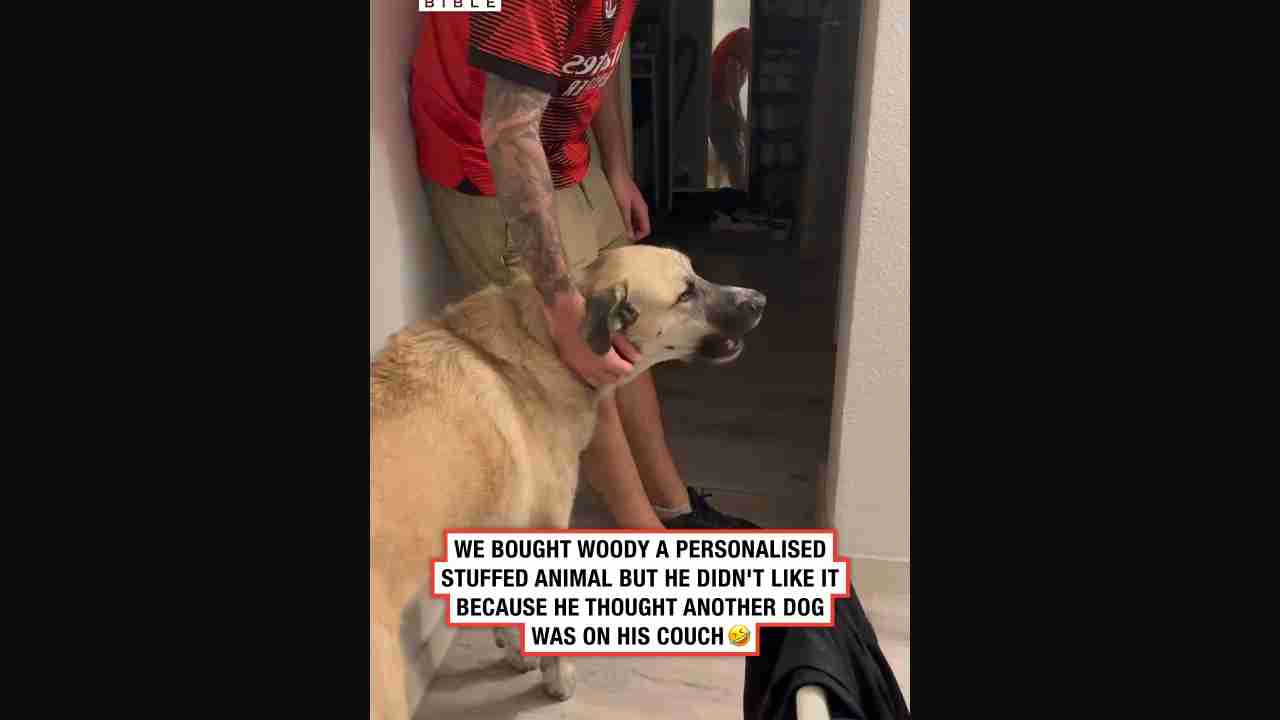 BIBLE
WE BOUGHT WOODY A PERSONALISED
STUFFED ANIMAL BUT HE DIDN'T LIKE IT
BECAUSE HE THOUGHT ANOTHER DOG
WAS ON HIS COUCH🤣